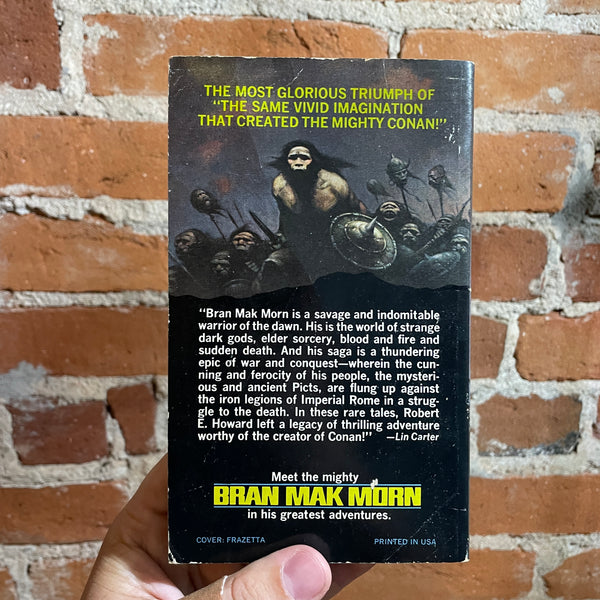 THE MOST GLORIOUS TRIUMPH OF
"THE SAME VIVID IMAGINATION
THAT CREATED THE MIGHTY CONAN!"
"Bran Mak Morn is a savage and indomitable
warrior of the dawn. His is the world of strange
dark gods, elder sorcery, blood and fire and
sudden death. And his saga is a thundering
epic of war and conquest—wherein the cun-
ning and ferocity of his people, the mysteri-
ous and ancient Picts, are flung up against
the iron legions of Imperial Rome in a strug-
gle to the death. In these rare tales, Robert
E. Howard left a legacy of thrilling adventure
worthy of the creator of Conan!" —Lin Carter
Meet the mighty
BRAN MAK MORN
in his greatest adventures.
COVER: FRAZETTA PRINTED IN USA